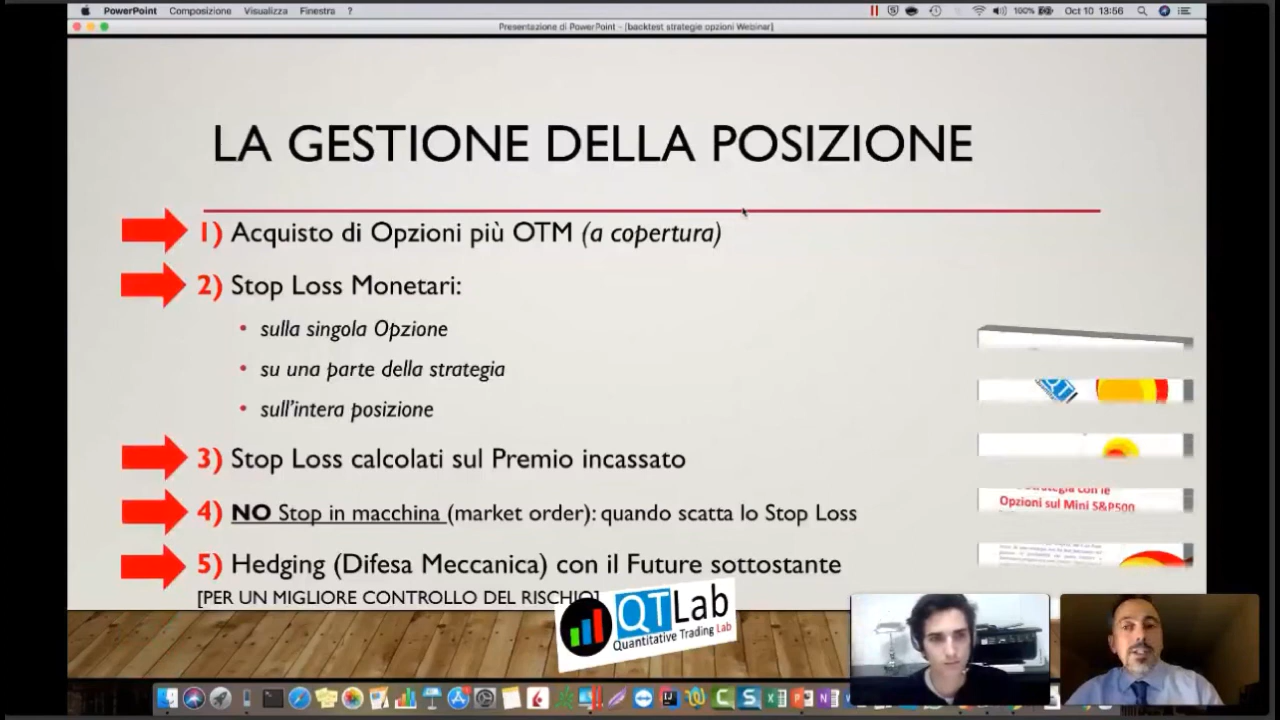 PowerPoint Composizione Visualizza Finestra ?
100% Oct 10 13:56
Presentazione di PowerPoint - [backtest strategie opzioni Webinar]
LA GESTIONE DELLA POSIZIONE
1) Acquisto di Opzioni più OTM (a copertura)
2) Stop Loss Monetari:
• sulla singola Opzione
• su una parte della strategia
• sull'intera posizione
3) Stop Loss calcolati sul Premio incassato
4) NO Stop in macchina (market order): quando scatta lo Stop Loss
5) Hedging (Difesa Meccanica) con il Future sottostante
[PER UN MIGLIORE CONTROLLO DEL RISCHIO]
QT
Strategia con le
Opzioni sul Mini S&P500
QTLab
Quantitative Trading Lab